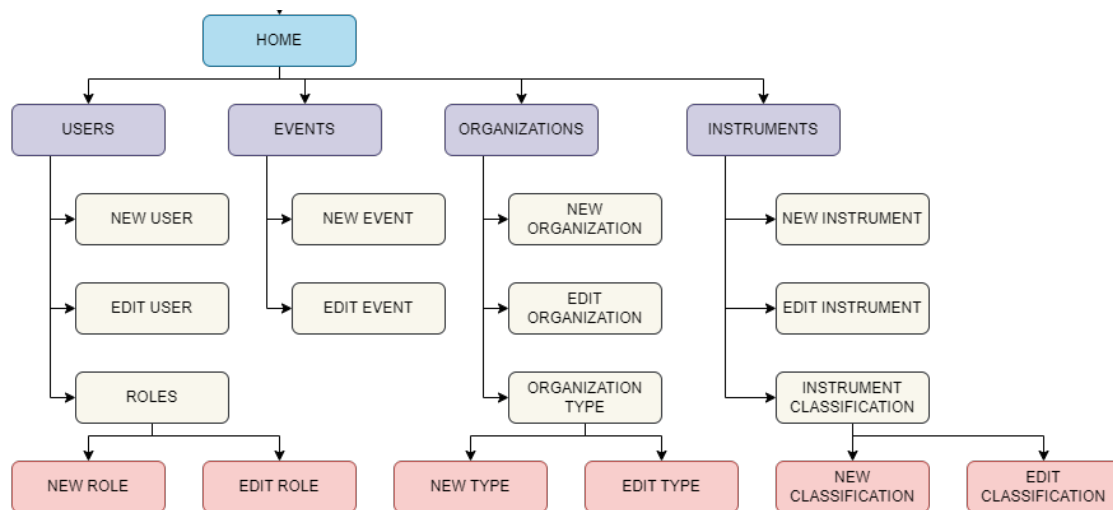 HOME
USERS
EVENTS
ORGANIZATIONS
INSTRUMENTS
NEW USER
NEW EVENT
NEW
ORGANIZATION
NEW INSTRUMENT
EDIT USER
EDIT EVENT
EDIT
ORGANIZATION
EDIT INSTRUMENT
ROLES
ORGANIZATION
TYPE
INSTRUMENT
CLASSIFICATION
NEW ROLE
EDIT ROLE
NEW TYPE
EDIT TYPE
NEW
CLASSIFICATION
EDIT
CLASSIFICATION